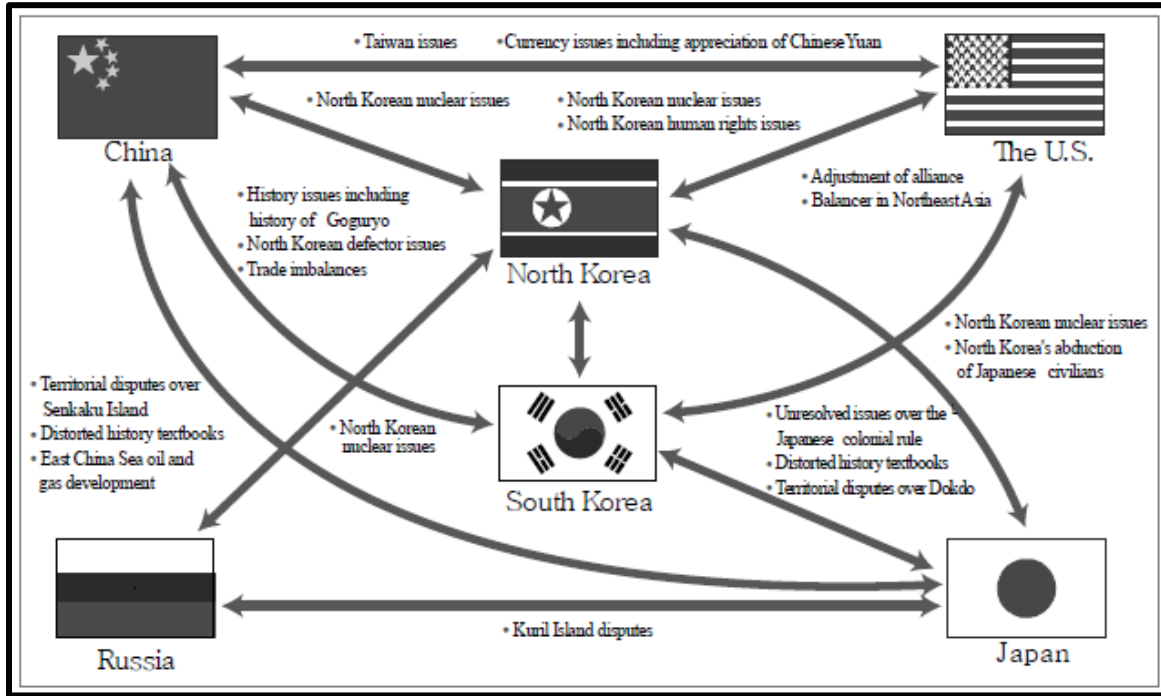 • Taiwan issues • Currency issues including appreciation of Chinese Yuan
• North Korean nuclear issues
• North Korean nuclear issues
• North Korean human rights issues
China
The U.S.
• Adjustment of alliance
• Balancer in Northeast Asia
• History issues including
history of Goguryo
• North Korean defector issues
• Trade imbalances
North Korea
• North Korean nuclear issues
• North Korea's abduction
of Japanese civilians
• Territorial disputes over
Senkaku Island
• Distorted history textbooks
• East China Sea oil and
gas development
• North Korean
nuclear issues
• Unresolved issues over the
Japanese colonial rule
• Distorted history textbooks
• Territorial disputes over Dokdo
South Korea
• Kuril Island disputes
Russia
Japan